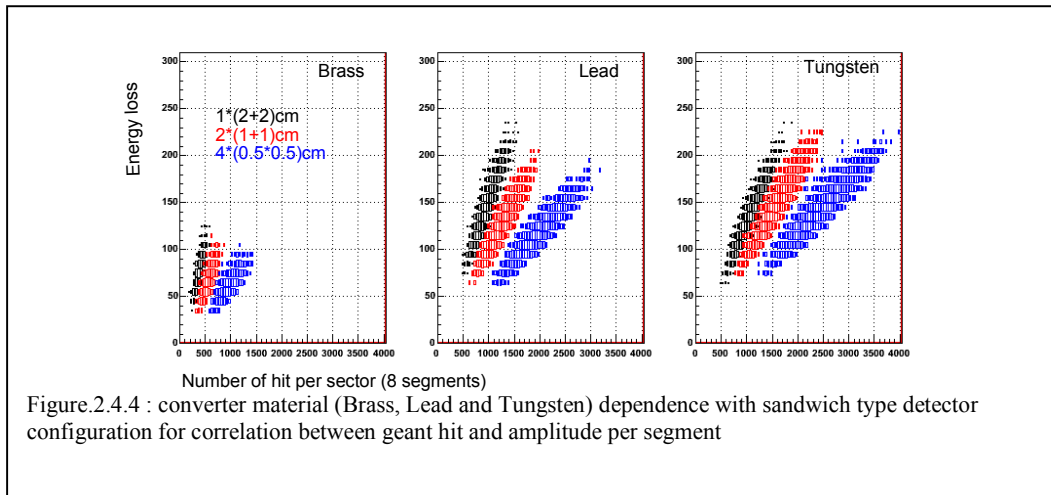 Brass
Lead
Tungsten
Energy loss
300
250
200
150
100
50
0
1*(2+2)cm
2*(1+1)cm
4*(0.5*0.5)cm
0 500 1000 1500 2000 2500 3000 3500 4000
300
250
200
150
100
50
0
0 500 1000 1500 2000 2500 3000 3500 4000
300
250
200
150
100
50
0
0 500 1000 1500 2000 2500 3000 3500 4000
Number of hit per sector (8 segments)
Figure.2.4.4 : converter material (Brass, Lead and Tungsten) dependence with sandwich type detector
configuration for correlation between geant hit and amplitude per segment